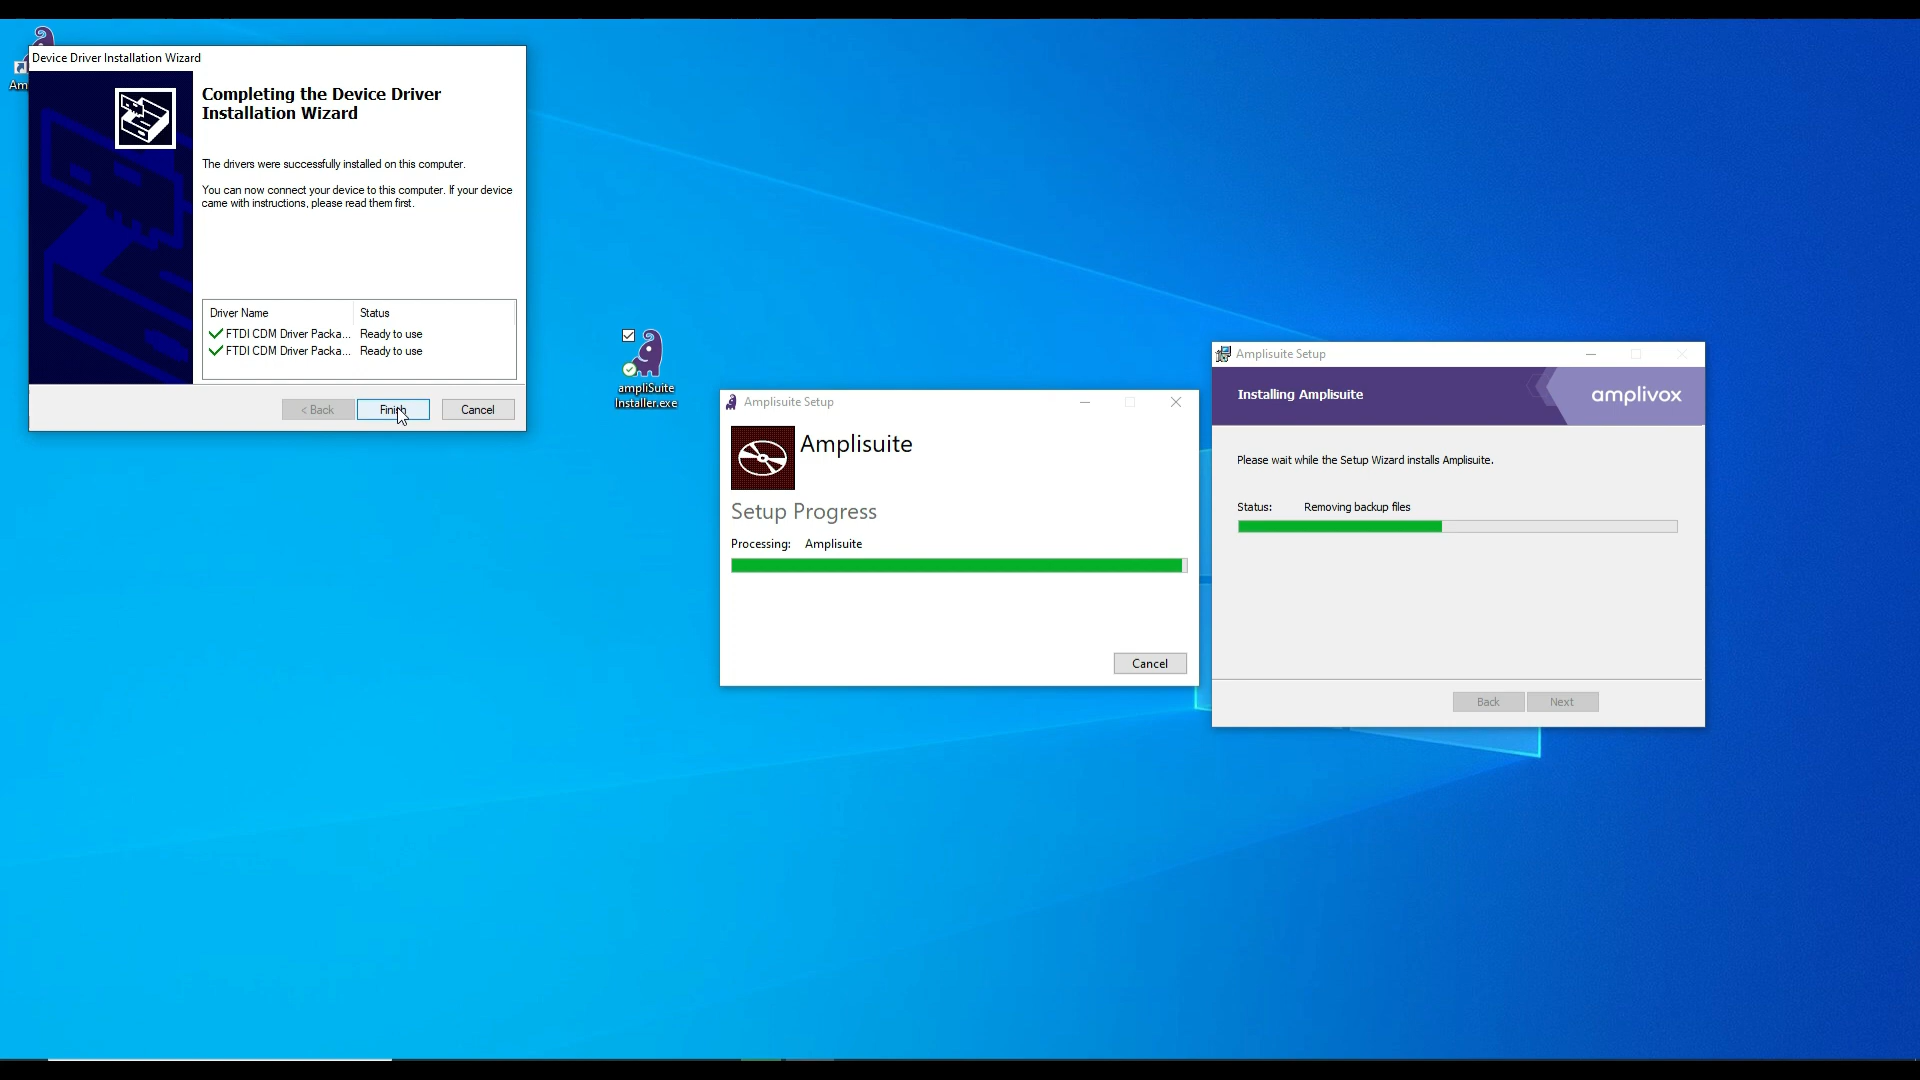 Am
Device Driver Installation Wizard
Completing the Device Driver
Installation Wizard
The drivers were successfully installed on this computer.
You can now connect your device to this computer. If your device
came with instructions, please read them first.
Driver Name Status
FTDI CDM Driver Packa... Ready to use
FTDI CDM Driver Packa... Ready to use
< Back Finish Cancel
ampliSuite
Installer.exe
Amplisuite Setup
Amplisuite
Setup Progress
Processing: Amplisuite
Cancel
Amplisuite Setup
Installing Amplisuite
amplivox
Please wait while the Setup Wizard installs Amplisuite.
Status: Removing backup files
Back Next